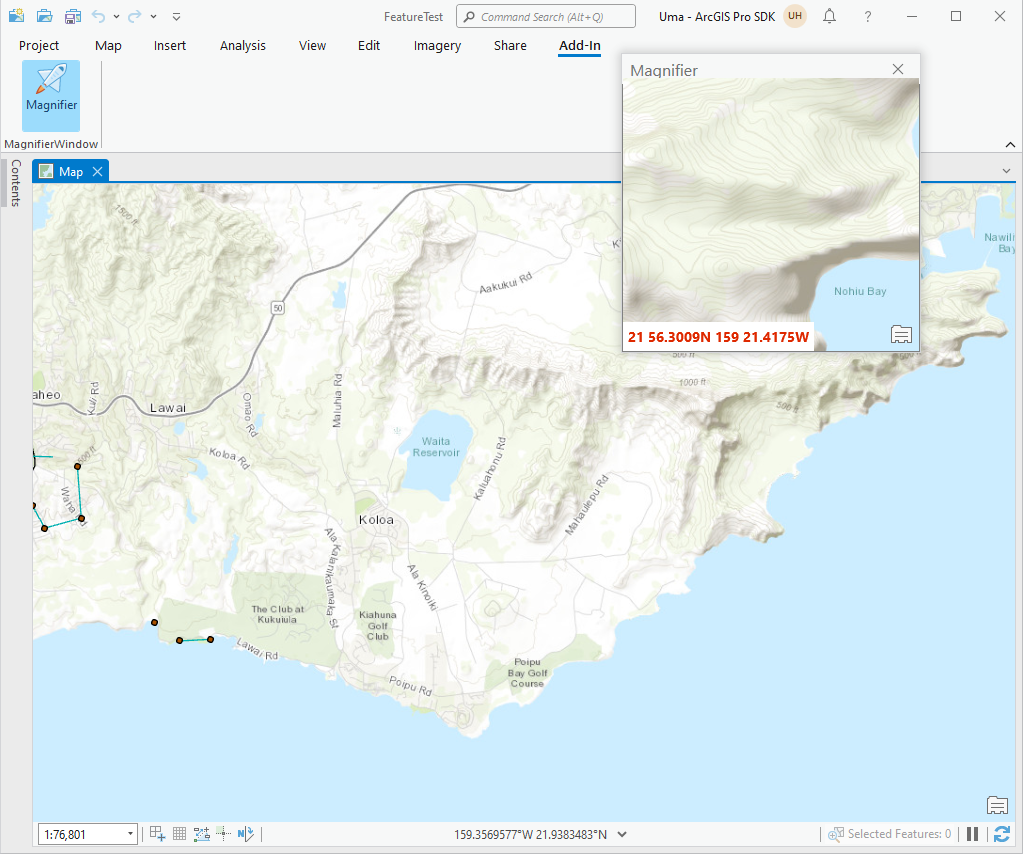 FeatureTest
Command Search (Alt+Q)
Uma - ArcGIS Pro SDK
UH
?
Project
Map
Insert
Analysis
View
Edit
Imagery
Share
Add-In
Magnifier
MagnifierWindow
Contents
Map
Magnifier
Nohiu Bay
21 56.3009N 159 21.4175W
1500 ft
50
Aakukui Rd
Nawili
Bay
500 ft
1000 ft
500 ft
aheo
Kua Rd
Lawai
Omao Rd
Maluhia Rd
Koloa Rd
Waita
Reservoir
Kaluahonu Rd
Mahaulepu Rd
Koloa
Ala Kalanikaumaka St
Ala Kinoiki
The Club at
Kukuiula
Kiahuna
Golf
Club
Lawai Rd
Poipu Rd
Poipu
Bay Golf
Course
1:76,801
159.3569577°W 21.9383483°N
Selected Features: 0